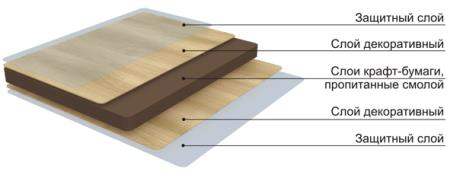 Защитный слой
Слой декоративный
Слои крафт-бумаги,
пропитанные смолой
Слой декоративный
Защитный слой